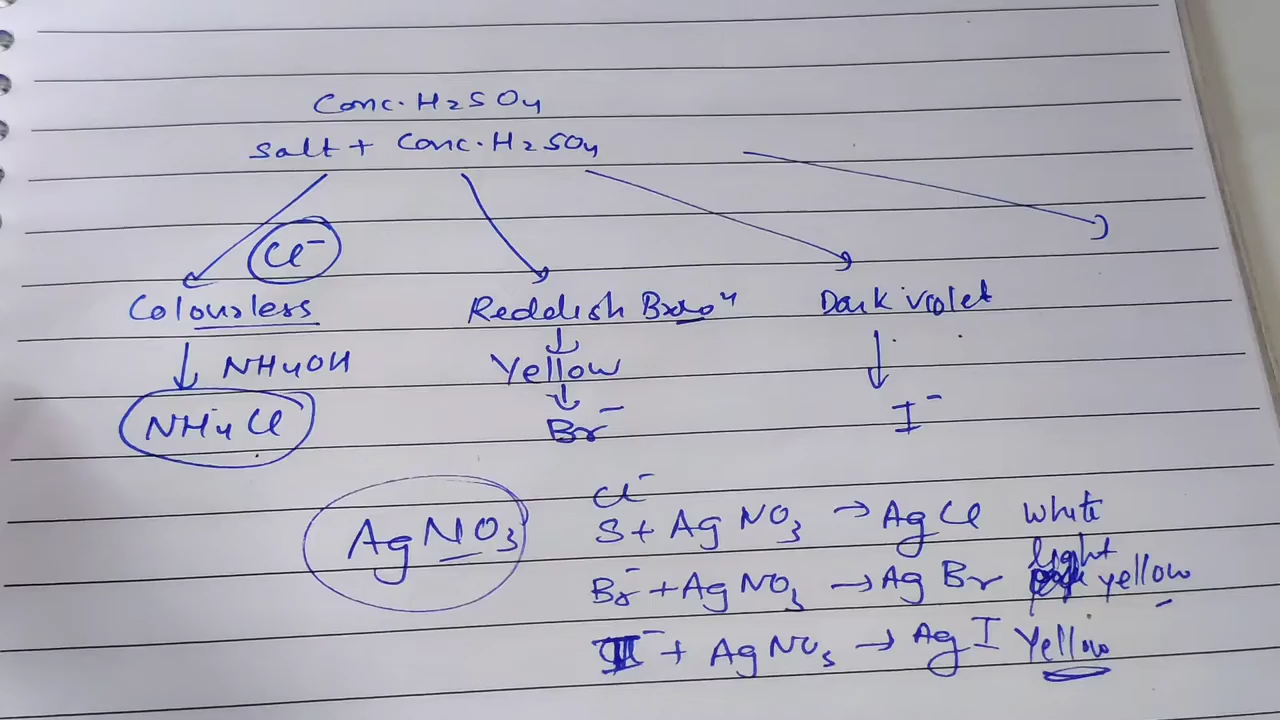 Conc. H2SO4
Salt + Conc. H2SO4
Cl⁻
Colourless Reddish Brown Dark violet
NH4OH Yellow
NH4Cl Br⁻ I⁻
Cl⁻
AgNO3 S + AgNO3 → AgCl white
light
Br⁻ + AgNO3 → AgBr yellow
I⁻ + AgNO3 → AgI Yellow